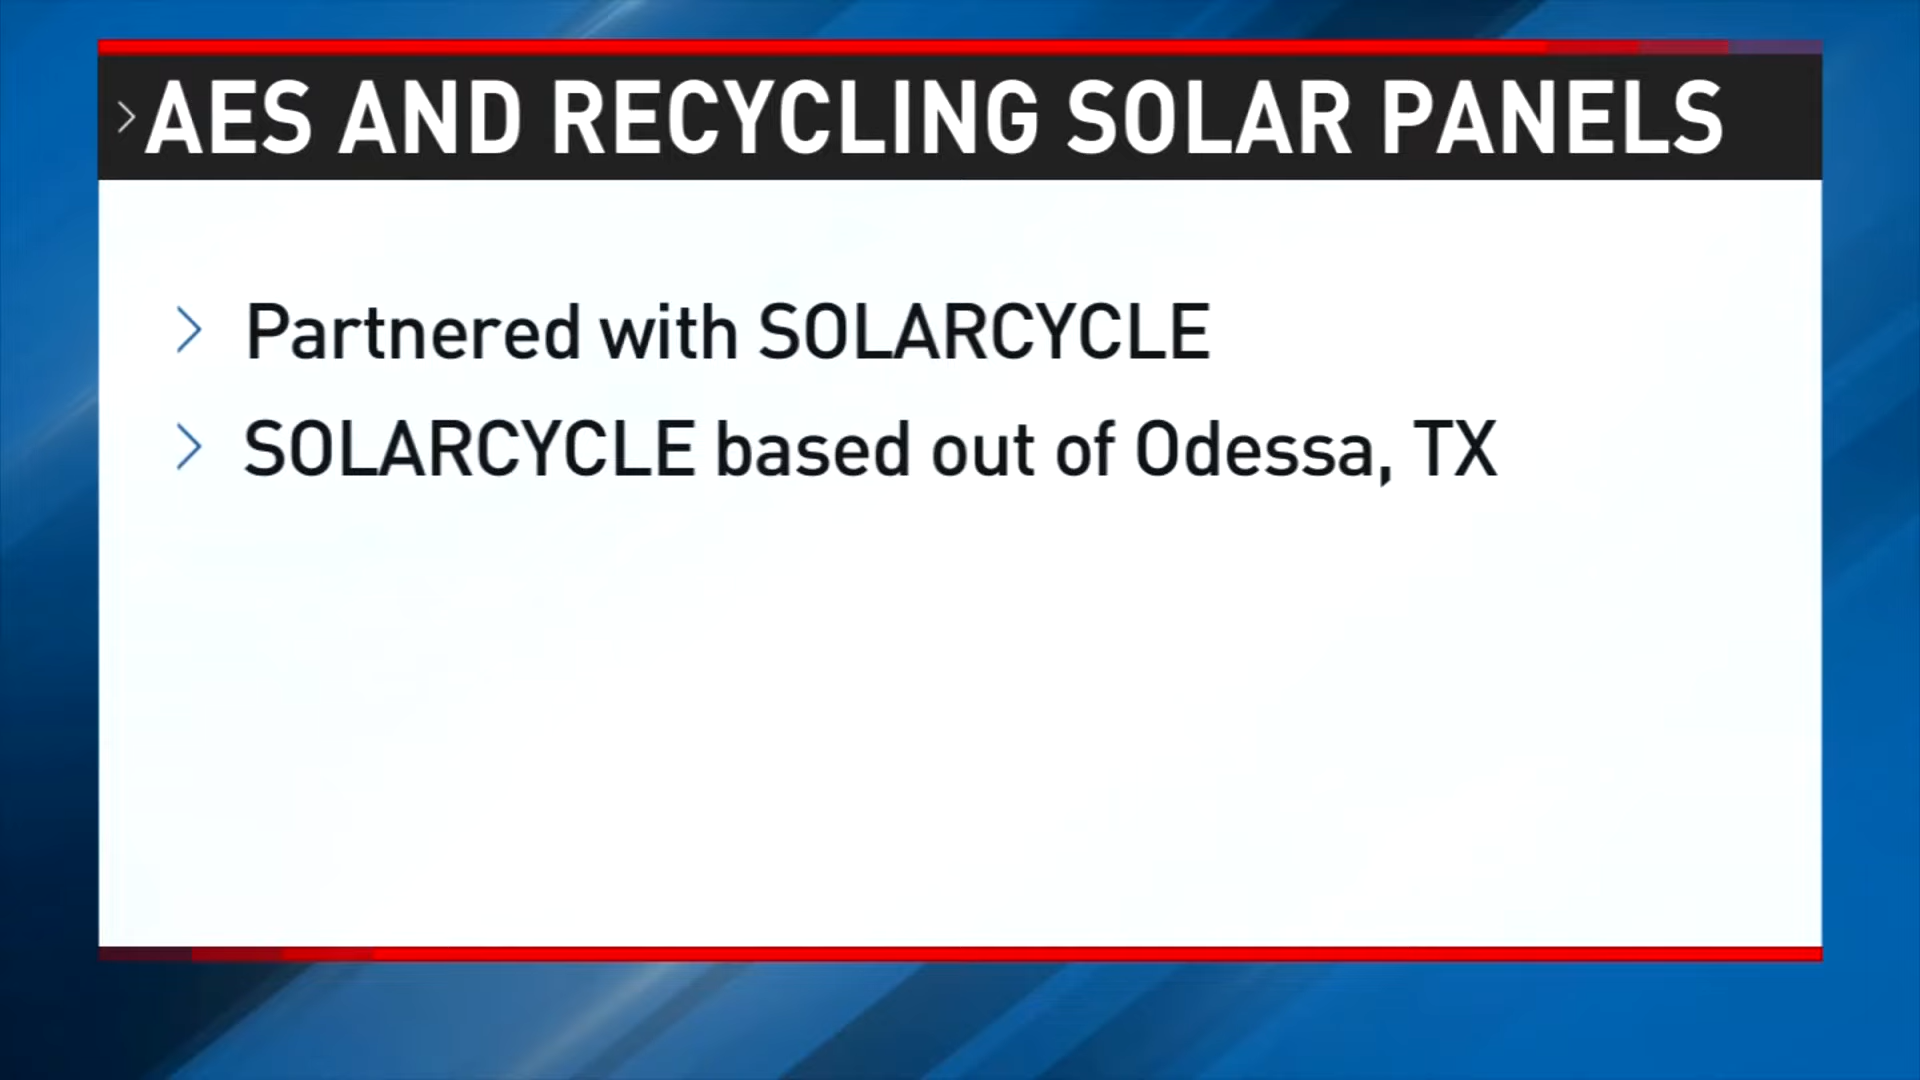 AES AND RECYCLING SOLAR PANELS
Partnered with SOLARCYCLE
SOLARCYCLE based out of Odessa, TX